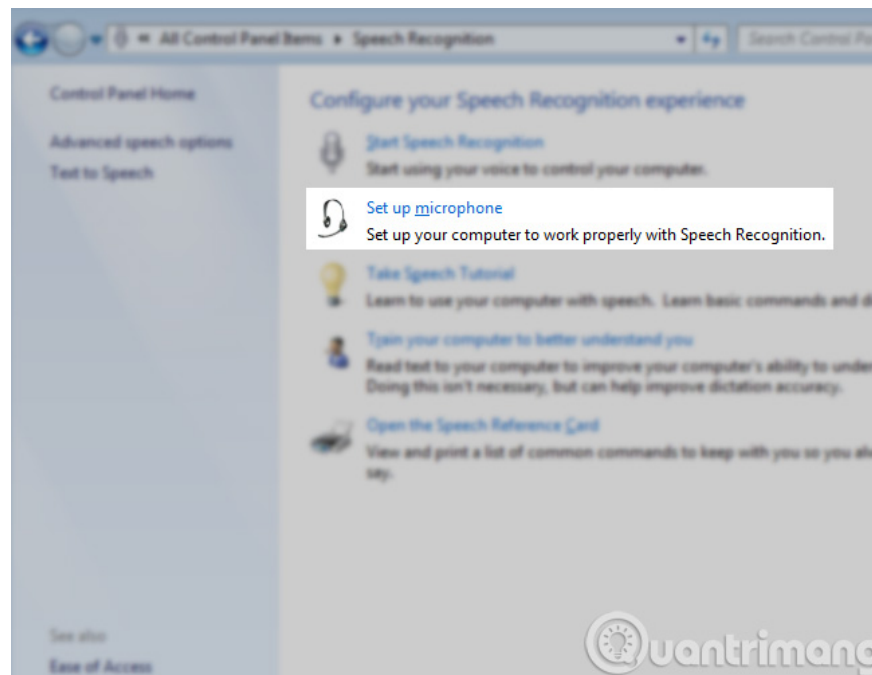 All Control Panel Items Speech Recognition
Search Control
Control Panel Home
Advanced speech options
Text to Speech
Configure your Speech Recognition experience
Start Speech Recognition
Start using your voice to control your computer.
Set up microphone
Set up your computer to work properly with Speech Recognition.
Take Speech Tutorial
Learn to use your computer with speech. Learn basic commands and
Train your computer to better understand you
Read text to your computer to improve your computer's ability to
Doing this isn't necessary, but can help improve dictation accuracy.
Open the Speech Reference Card
View and print a list of common commands to keep with you so you
say.
See also
Ease of Access
Quantrimang